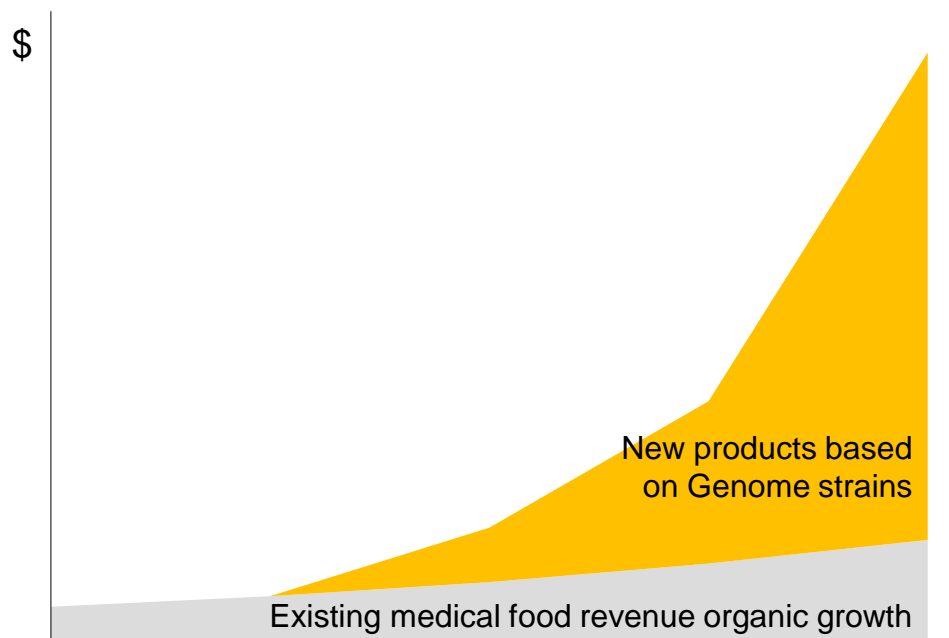 $
New products based
on Genome strains
Existing medical food revenue organic growth